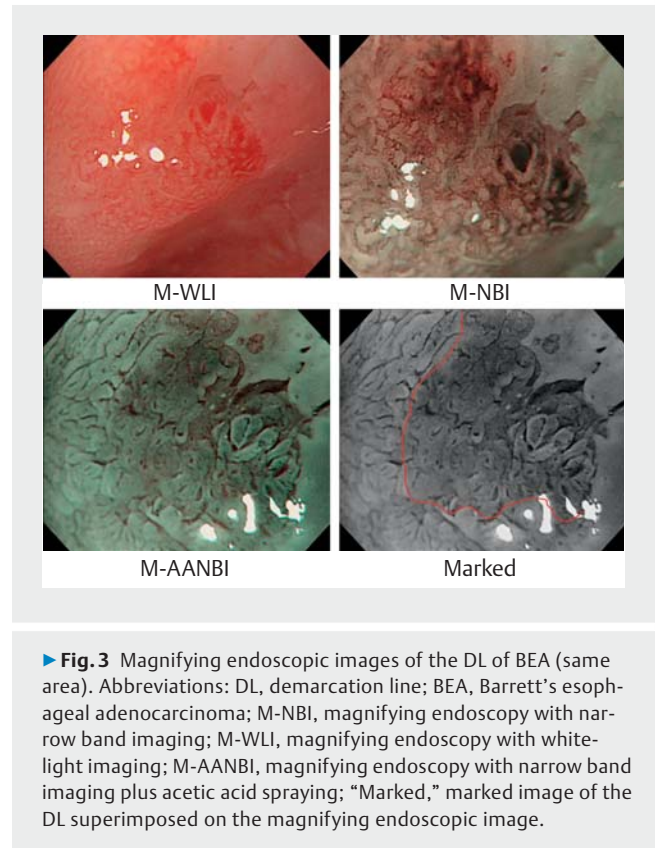 M-WLI
M-NBI
M-AANBI
Marked
▶ Fig. 3 Magnifying endoscopic images of the DL of BEA (same
area). Abbreviations: DL, demarcation line; BEA, Barrett's esoph-
ageal adenocarcinoma; M-NBI, magnifying endoscopy with nar-
row band imaging; M-WLI, magnifying endoscopy with white-
light imaging; M-AANBI, magnifying endoscopy with narrow band
imaging plus acetic acid spraying; “Marked,” marked image of the
DL superimposed on the magnifying endoscopic image.